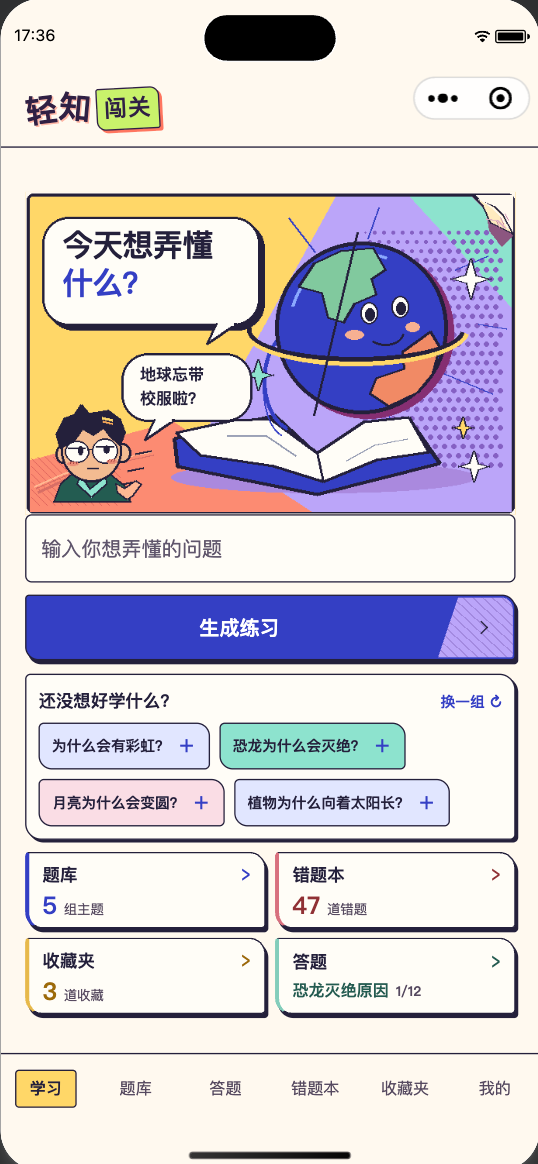 17:36
轻知 闯关
今天想弄懂
什么?
地球忘带
校服啦?
输入你想弄懂的问题
生成练习
还没想好学什么? 换一组
为什么会有彩虹? + 恐龙为什么会灭绝? +
月亮为什么会变圆? + 植物为什么向着太阳长? +
题库 > 错题本 >
5 组主题 47 道错题
收藏夹 > 答题 >
3 道收藏 恐龙灭绝原因 1/12
学习 题库 答题 错题本 收藏夹 我的